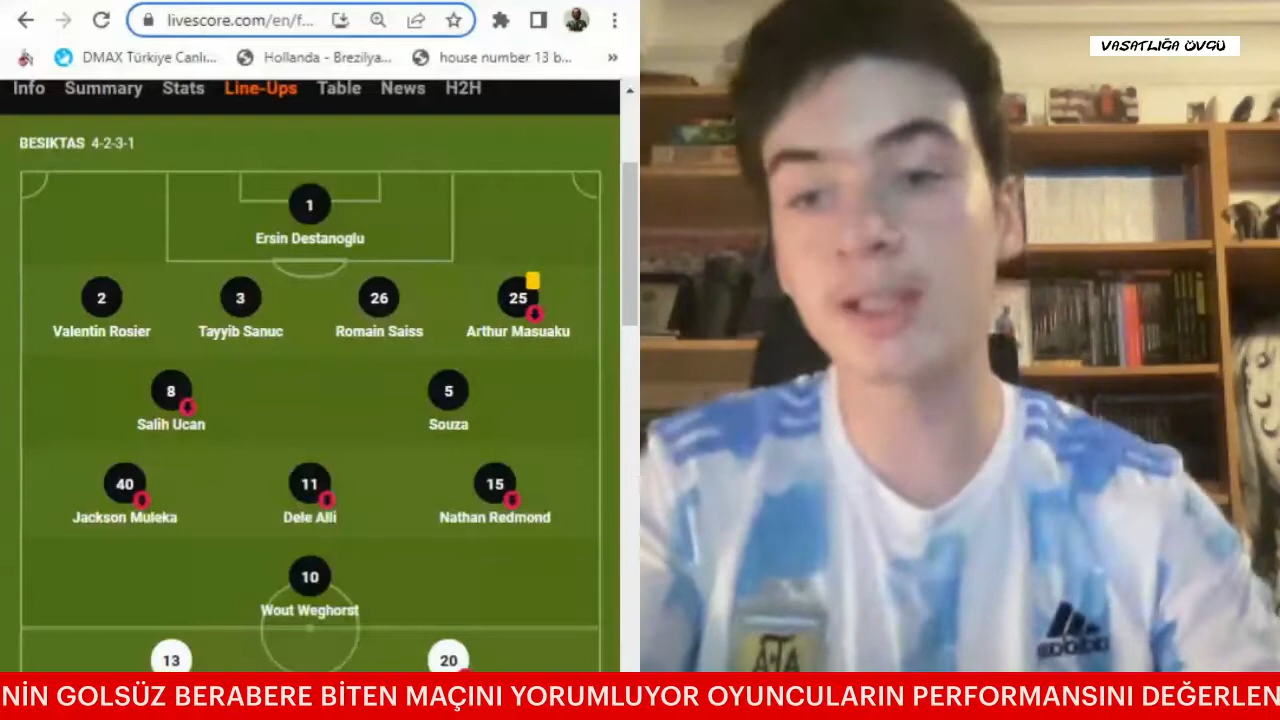 livescore.com/en/f...
DMAX Türkiye Canlı...
Hollanda - Brezilya...
house number 13 b...
»
Info Summary Stats Line-Ups Table News H2H
BESIKTAS 4-2-3-1
1
Ersin Destanoglu
2 3 26 25
Valentin Rosier Tayyib Sanuc Romain Saiss Arthur Masuaku
8 5
Salih Ucan Souza
40 11 15
Jackson Muleka Dele Alli Nathan Redmond
10
Wout Weghorst
13 20
VASATLIĞA ÖVGÜ
AFA
adidas
NİN GOLSÜZ BERABERE BİTEN MAÇINI YORUMLUYOR OYUNCULARIN PERFORMANSINI DEĞERLEN